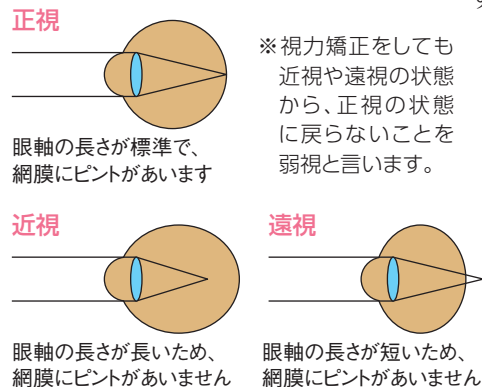 正視
※視力矯正をしても
近視や遠視の状態
から、正視の状態
に戻らないことを
弱視と言います。
眼軸の長さが標準で、
網膜にピントがあいます
近視
眼軸の長さが長いため、
網膜にピントがあいません
遠視
眼軸の長さが短いため、
網膜にピントがあいません